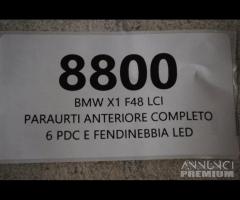 8800
BMW X1 F48 LCI
PARAURTI ANTERIORE COMPLETO
6 PDC E FENDINEBBIA LED
ANNUNCI
PREMIUM